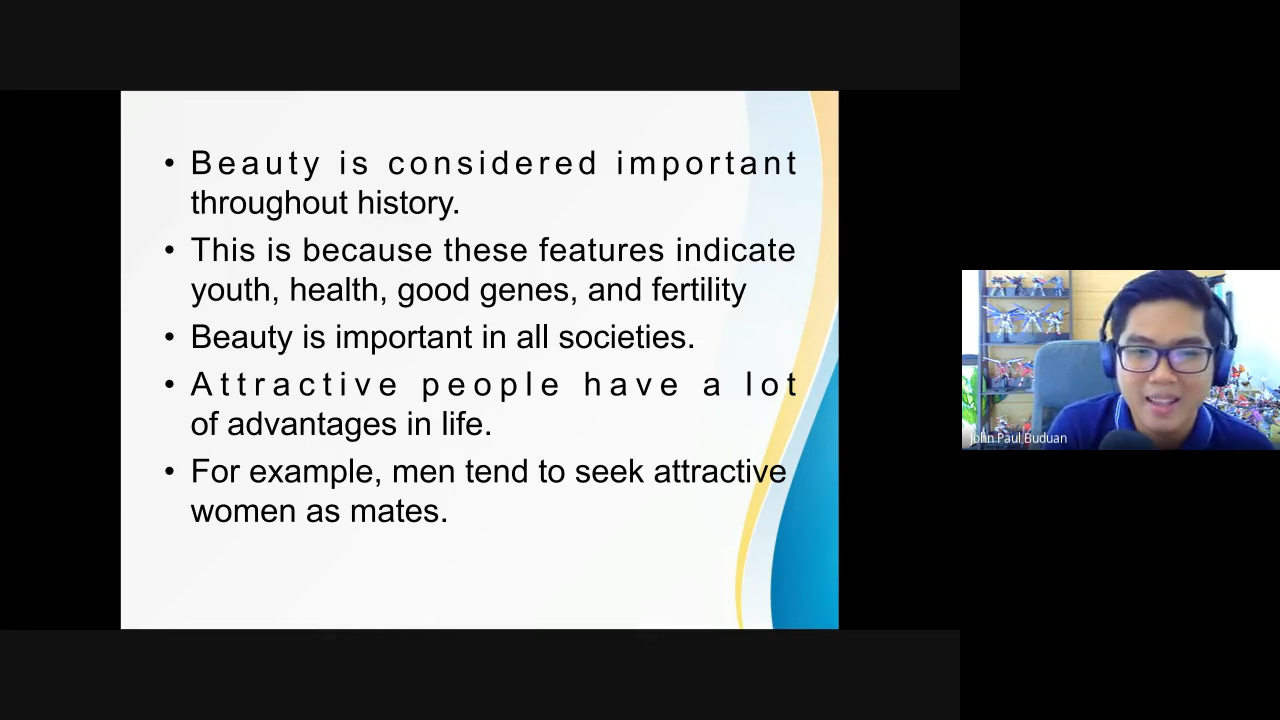 • Beauty is considered important
throughout history.
• This is because these features indicate
youth, health, good genes, and fertility
• Beauty is important in all societies.
• Attractive people have a lot
of advantages in life.
• For example, men tend to seek attractive
women as mates.
John Paul Buduan